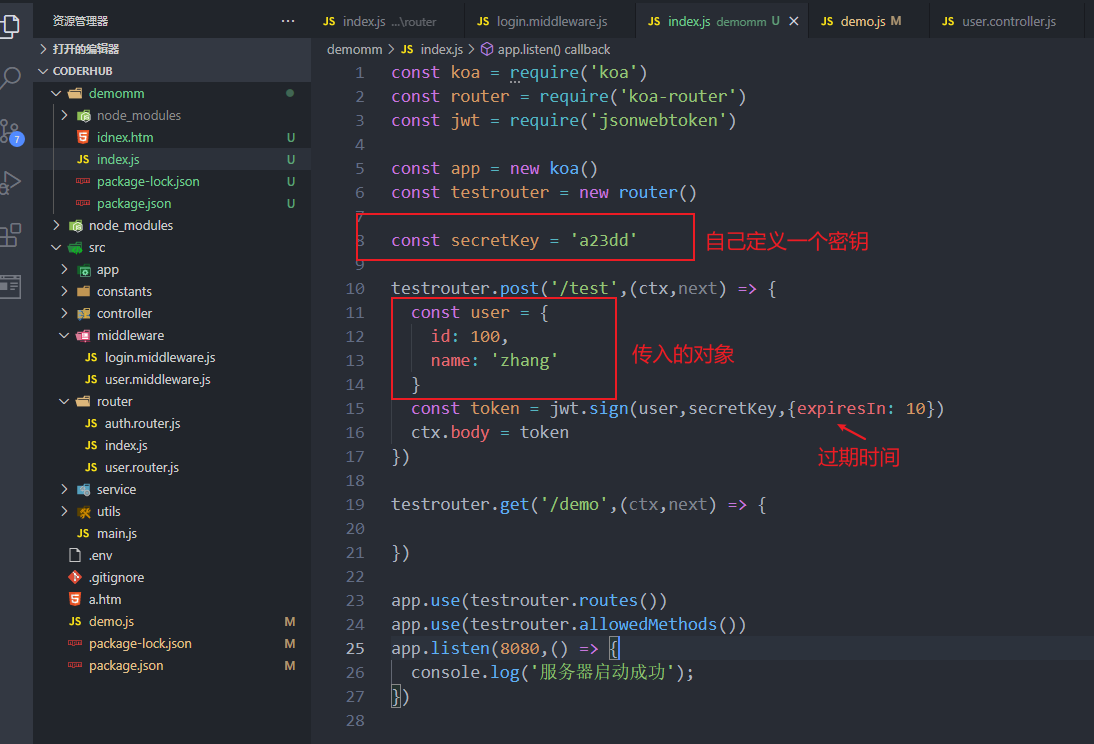 资源管理器 ...
打开的编辑器
CODERHUB
demomm
node_modules
idnex.htm U
JS index.js U
package-lock.json U
package.json U
node_modules
src
app
constants
controller
middleware
JS login.middleware.js
JS user.middleware.js
router
JS auth.router.js
JS index.js
JS user.router.js
service
utils
JS main.js
.env
.gitignore
a.htm
JS demo.js M
package-lock.json M
package.json M
7
JS index.js ...\router JS login.middleware.js JS index.js demomm U JS demo.js M JS user.controller.js
demomm > JS index.js > app.listen() callback
1 const koa = require('koa')
2 const router = require('koa-router')
3 const jwt = require('jsonwebtoken')
4
5 const app = new koa()
6 const testrouter = new router()
7
8 const secretKey = 'a23dd' 自己定义一个密钥
9
10 testrouter.post('/test',(ctx,next) => {
11 const user = {
12 id: 100,
13 name: 'zhang' 传入的对象
14 }
15 const token = jwt.sign(user,secretKey,{expiresIn: 10})
16 ctx.body = token
17 }) 过期时间
18
19 testrouter.get('/demo',(ctx,next) => {
20
21 })
22
23 app.use(testrouter.routes())
24 app.use(testrouter.allowedMethods())
25 app.listen(8080,() => {
26 console.log('服务器启动成功');
27 })
28